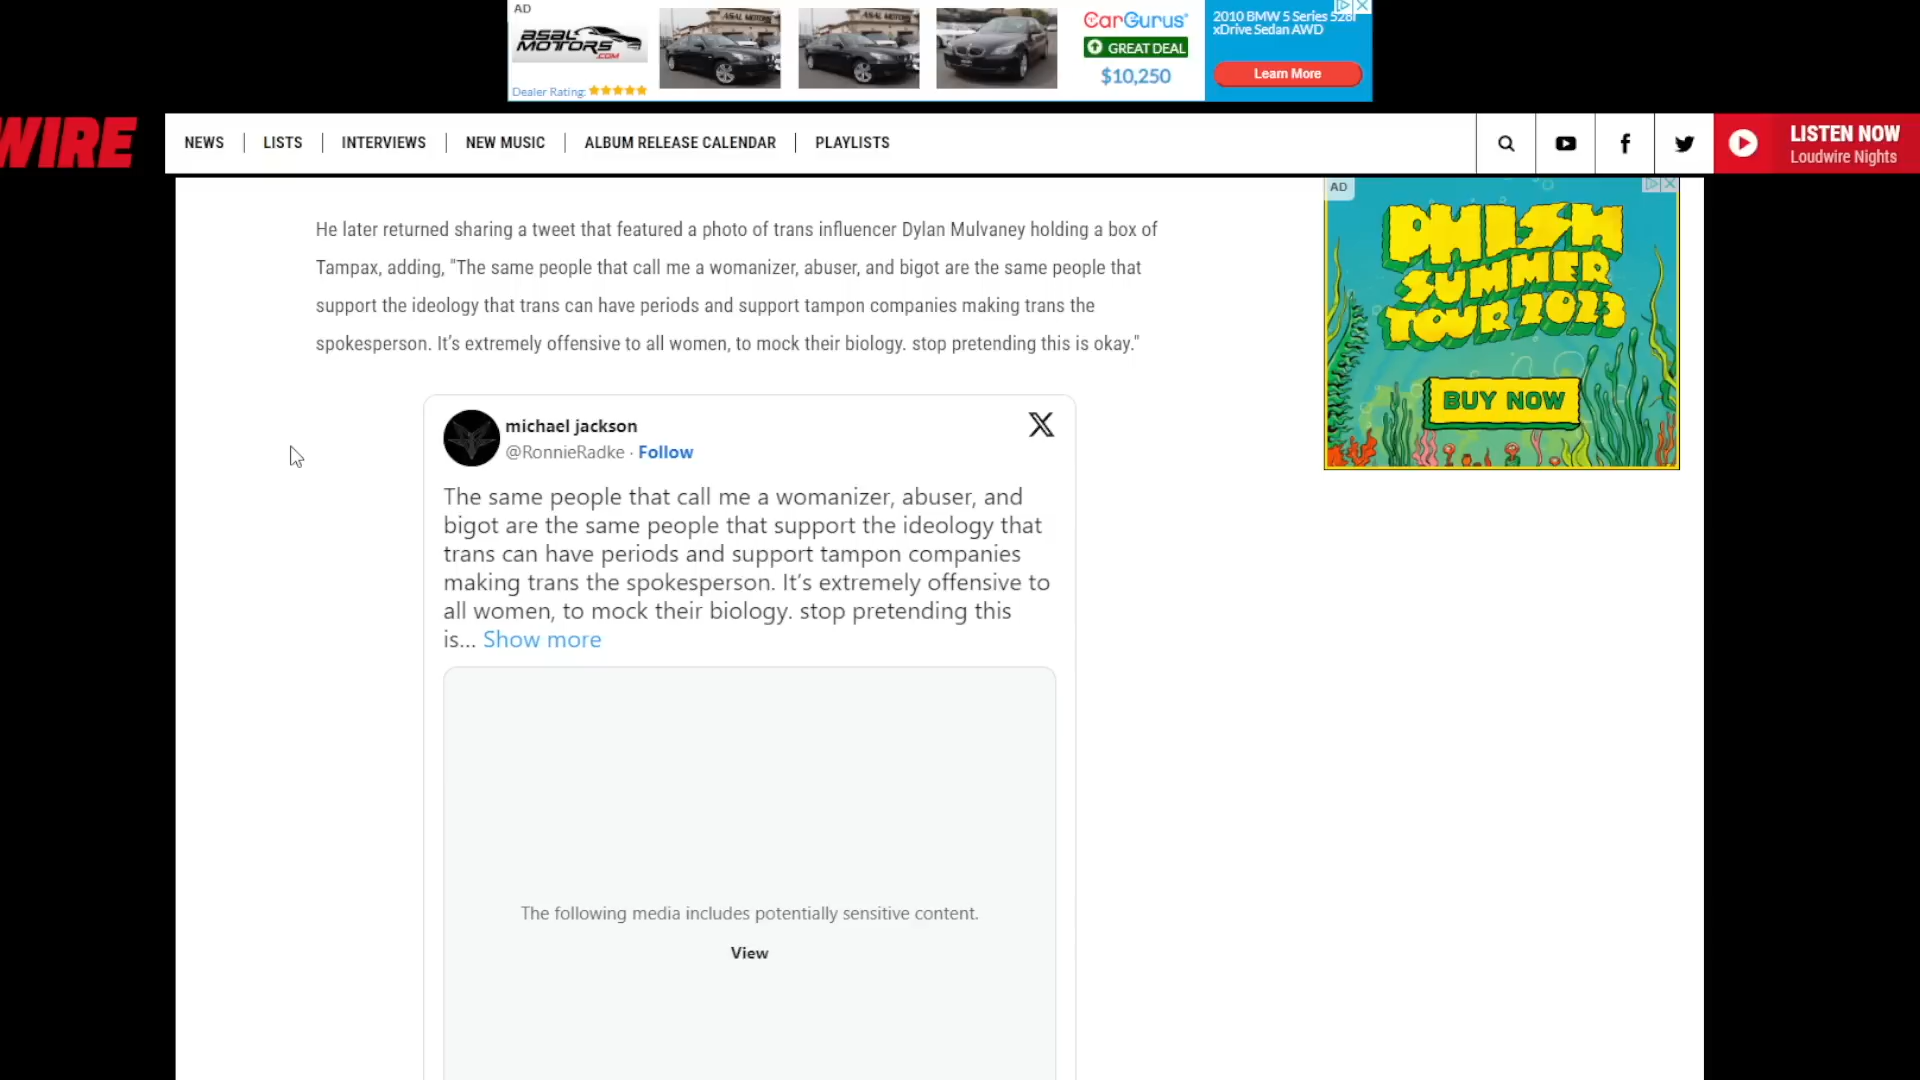 AD
ASAL MOTORS.COM
Dealer Rating:
CarGurus
GREAT DEAL
$10,250
2010 BMW 5 Series 528i
xDrive Sedan AWD
Learn More
WIRE
NEWS
LISTS
INTERVIEWS
NEW MUSIC
ALBUM RELEASE CALENDAR
PLAYLISTS
LISTEN NOW
Loudwire Nights
He later returned sharing a tweet that featured a photo of trans influencer Dylan Mulvaney holding a box of
Tampax, adding, "The same people that call me a womanizer, abuser, and bigot are the same people that
support the ideology that trans can have periods and support tampon companies making trans the
spokesperson. It's extremely offensive to all women, to mock their biology. stop pretending this is okay."
AD
PHISH
SUMMER
TOUR 2023
BUY NOW
michael jackson
@RonnieRadke · Follow
The same people that call me a womanizer, abuser, and
bigot are the same people that support the ideology that
trans can have periods and support tampon companies
making trans the spokesperson. It's extremely offensive to
all women, to mock their biology. stop pretending this
is... Show more
The following media includes potentially sensitive content.
View